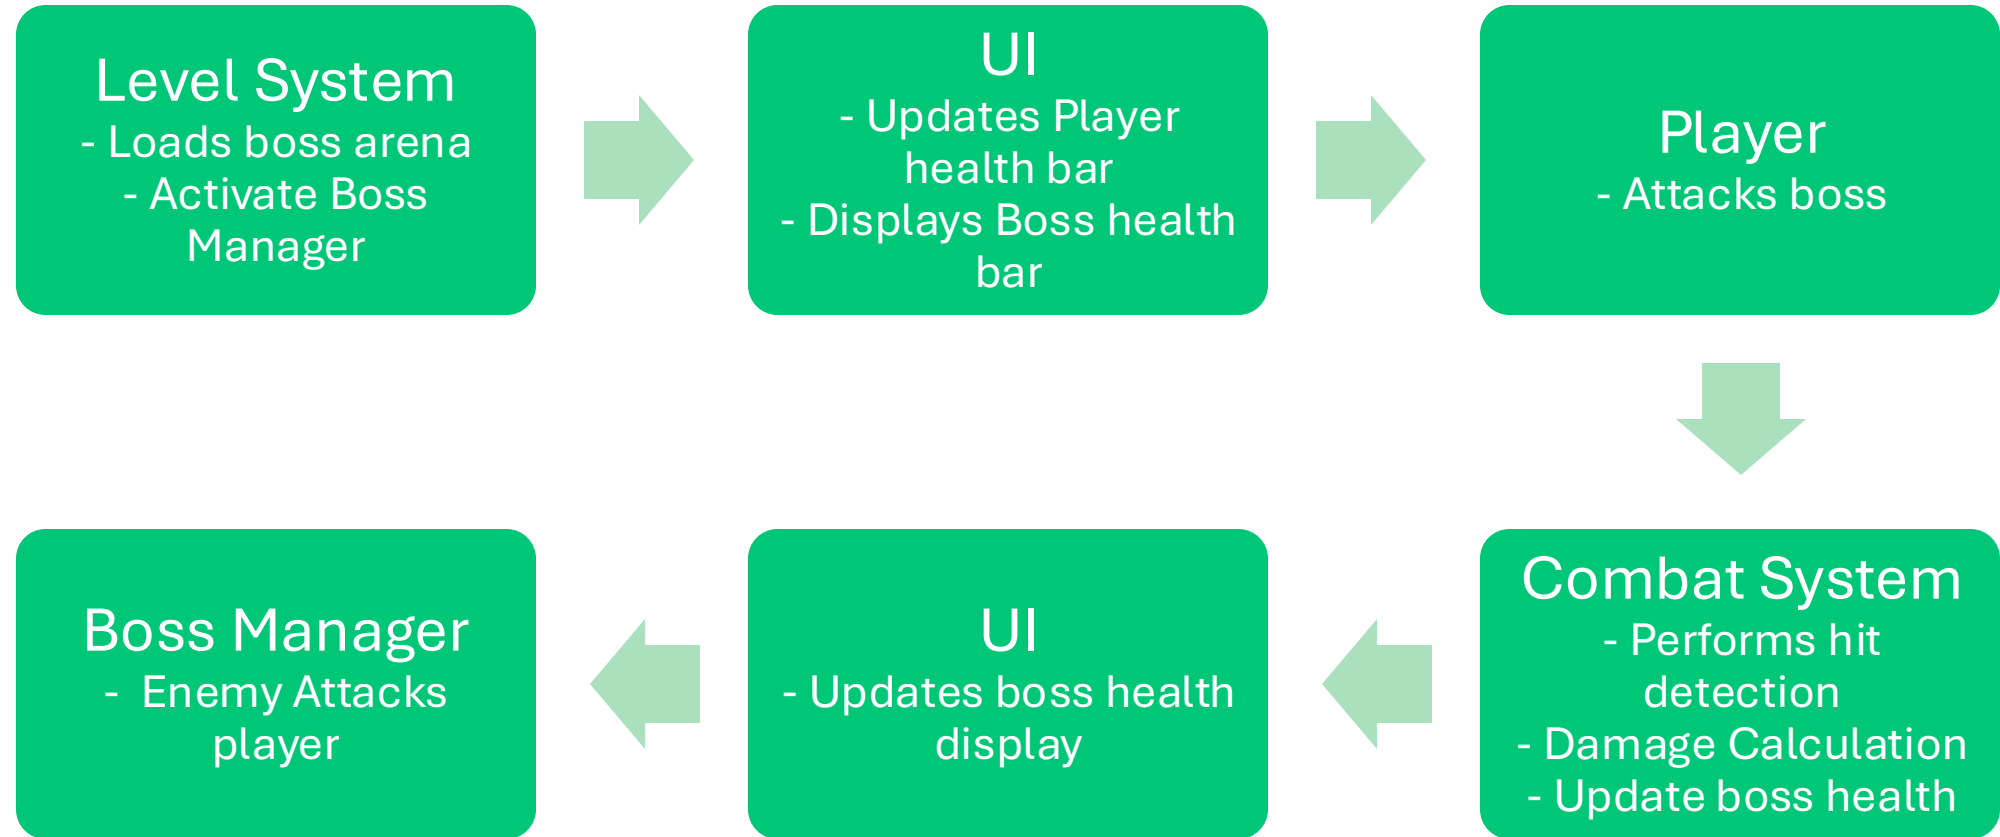 Level System
- Loads boss arena
- Activate Boss
Manager
UI
- Updates Player
health bar
- Displays Boss health
bar
Player
- Attacks boss
Combat System
- Performs hit
detection
- Damage Calculation
- Update boss health
UI
- Updates boss health
display
Boss Manager
- Enemy Attacks
player